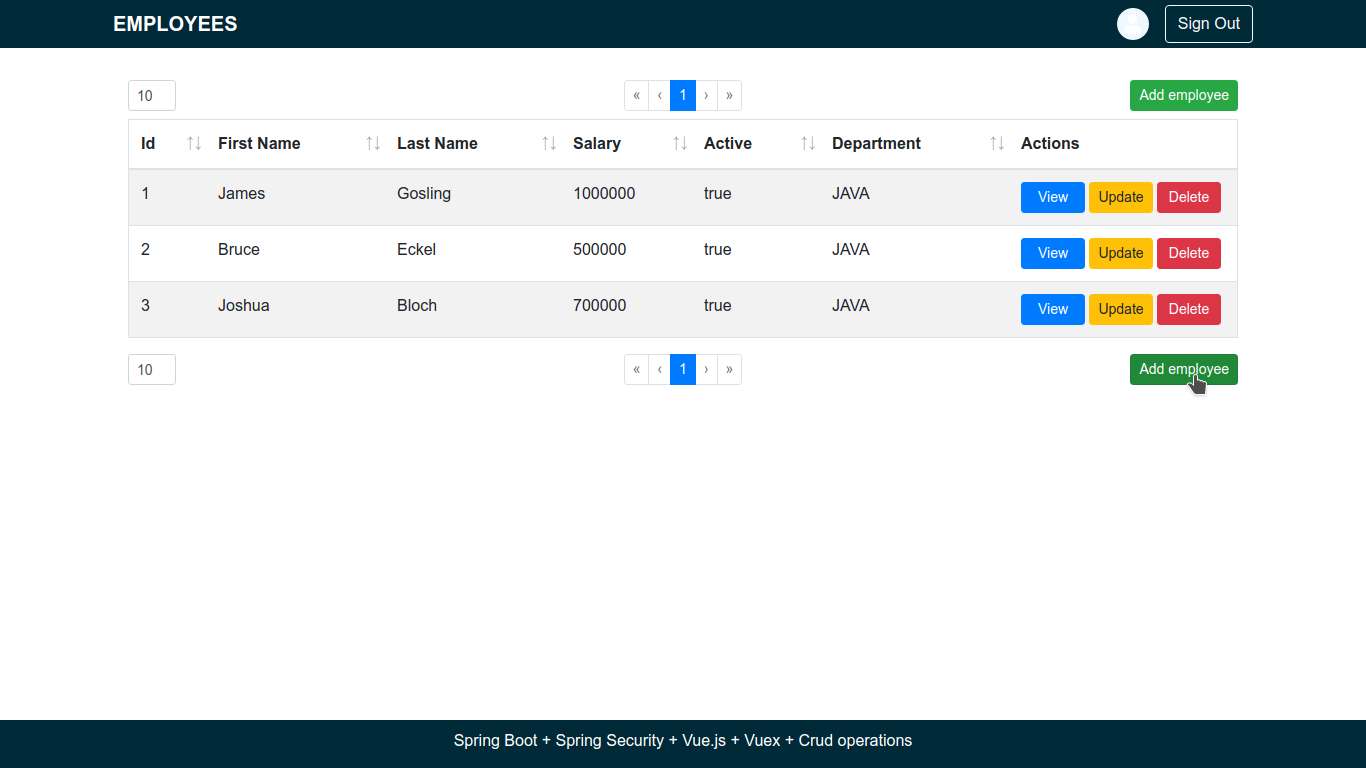 EMPLOYEES Sign Out
10 « ‹ 1 › » Add employee
Id ↑↓ First Name ↑↓ Last Name ↑↓ Salary ↑↓ Active ↑↓ Department ↑↓ Actions
1 James Gosling 1000000 true JAVA View Update Delete
2 Bruce Eckel 500000 true JAVA View Update Delete
3 Joshua Bloch 700000 true JAVA View Update Delete
10 « ‹ 1 › » Add employee
Spring Boot + Spring Security + Vue.js + Vuex + Crud operations